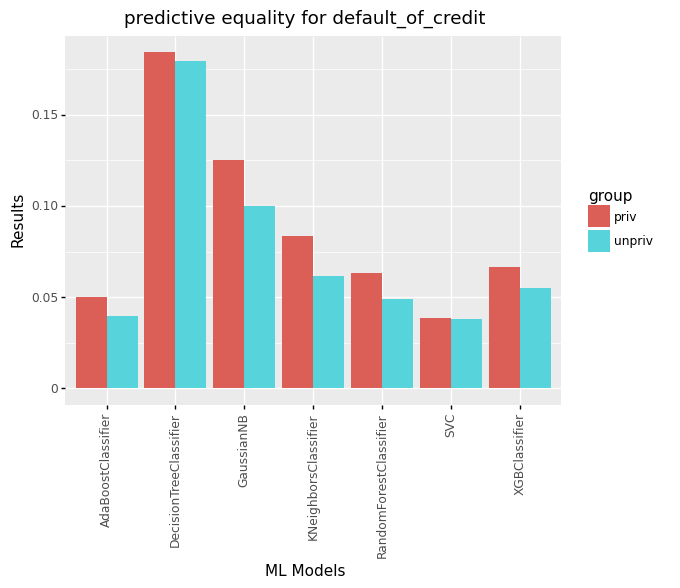 predictive equality for default_of_credit
Results
0.15
0.10
0.05
0
AdaBoostClassifier
DecisionTreeClassifier
GaussianNB
KNeighborsClassifier
RandomForestClassifier
SVC
XGBClassifier
ML Models
group
priv
unpriv